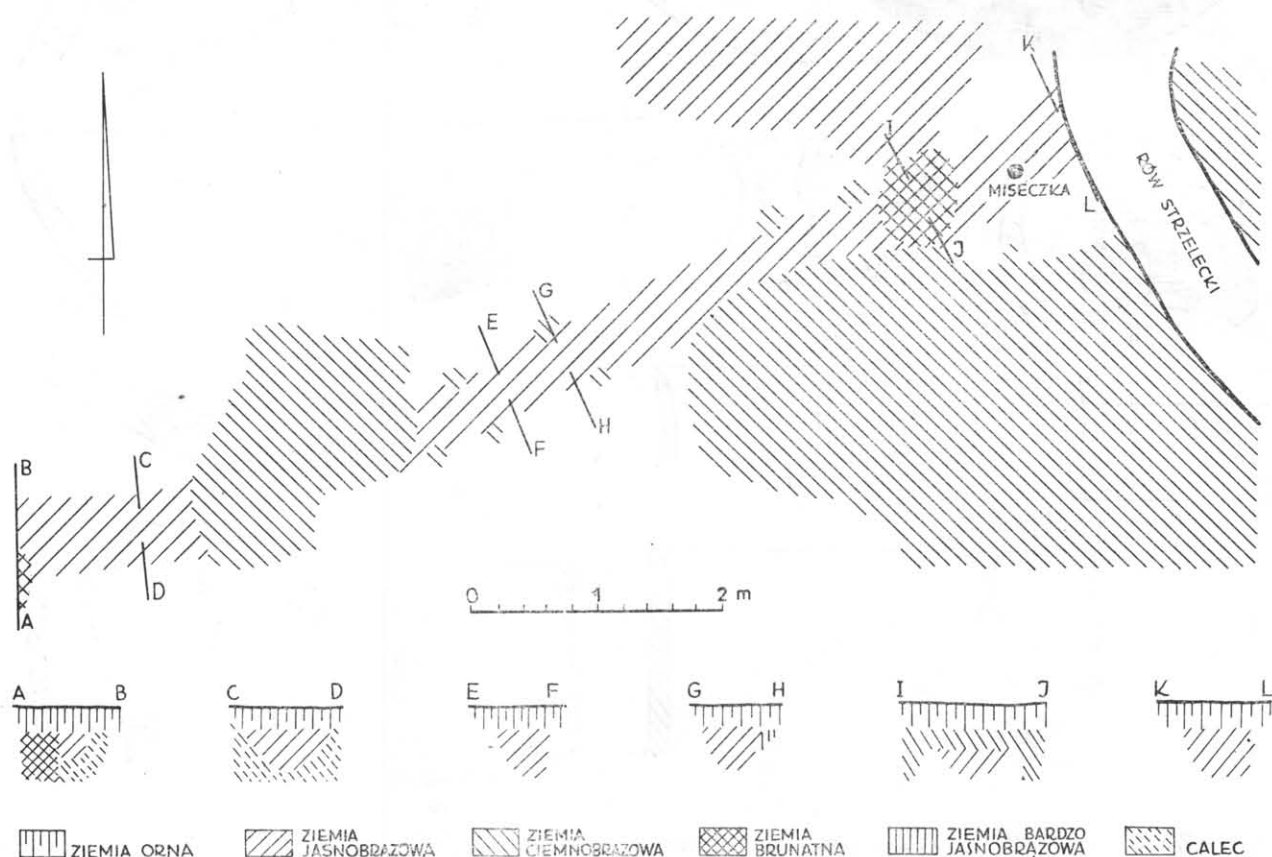 K
I
RÓW STRZELECKI
MISECZKA
L
J
G
E
H
F
B
C
D
A
0 1 2 m
A B C D E F G H I J K L
ZIEMIA ORNA
ZIEMIA
JASNOBRĄZOWA
ZIEMIA
CIEMNOBRĄZOWA
ZIEMIA
BRUNATNA
ZIEMIA BARDZO
JASNOBRĄZOWA
CALEC